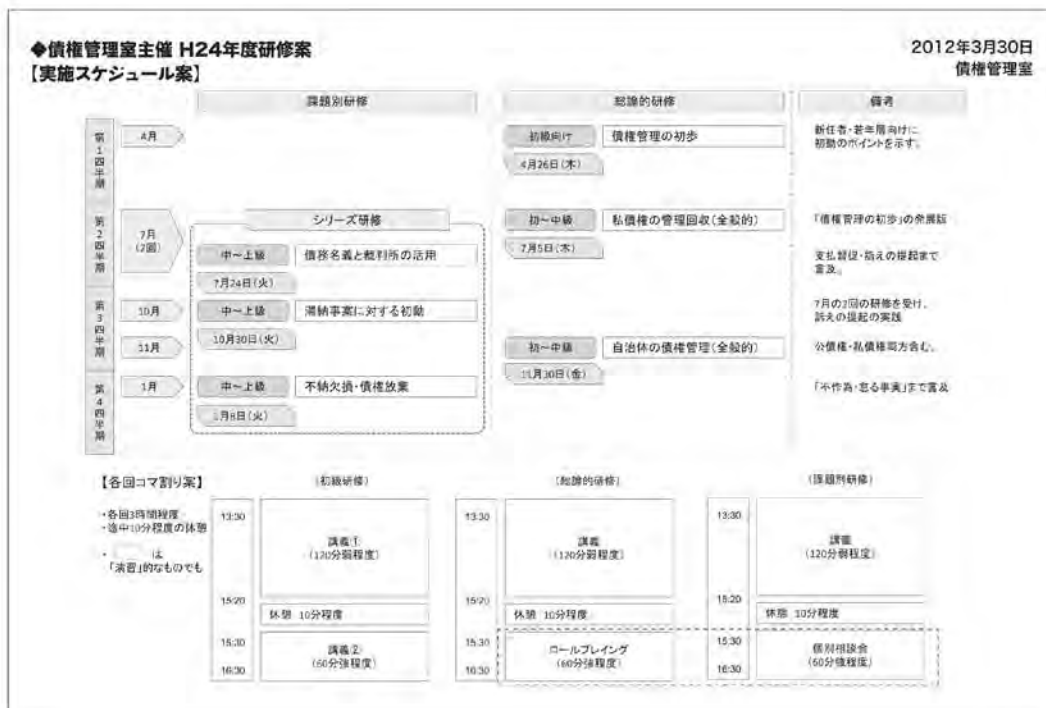 ◆債権管理室主催 H24年度研修案
【実施スケジュール案】
2012年3月30日
債権管理室
課題別研修
総論的研修
備考
第1四半期
4月
初級向け
債権管理の初歩
4月26日(木)
新任者・若年層向けに
初動のポイントを示す。
第2四半期
7月
(2回)
シリーズ研修
中~上級
債務名義と裁判所の活用
7月24日(火)
初~中級
私債権の管理回収(全般的)
7月5日(木)
「債権管理の初歩」の発展版
支払督促・訴えの提起まで
言及。
第3四半期
10月
中~上級
滞納事案に対する初動
10月30日(火)
7月の2回の研修を受け、
訴えの提起の実践
11月
初~中級
自治体の債権管理(全般的)
11月30日(金)
公債権・私債権両方含む。
第4四半期
1月
中~上級
不納欠損・債権放棄
1月8日(火)
「不作為・怠る事実」まで言及
【各回コマ割り案】
・各回3時間程度
・途中10分程度の休憩
・ は
「演習」的なものでも
(初級研修)
13:30
講義①
(120分弱程度)
15:20
休憩 10分程度
15:30
講義②
(60分強程度)
16:30
(総論的研修)
13:30
講義
(120分弱程度)
15:20
休憩 10分程度
15:30
ロールプレイング
(60分強程度)
16:30
(課題別研修)
13:30
講義
(120分弱程度)
15:20
休憩 10分程度
15:30
個別相談会
(60分強程度)
16:30